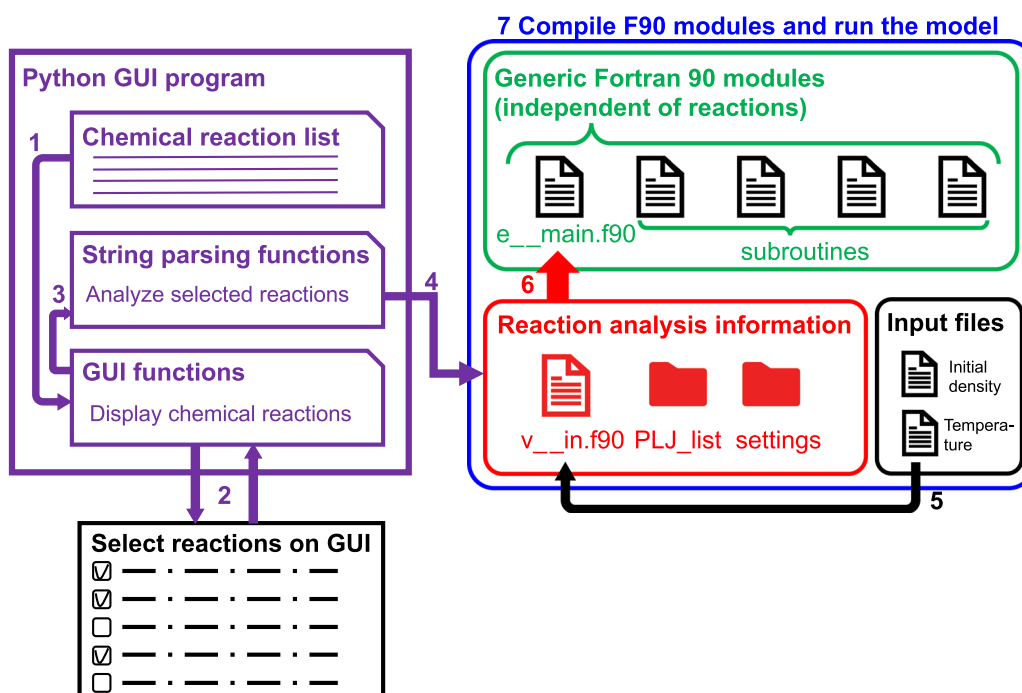 7 Compile F90 modules and run the model
Python GUI program
1
Chemical reaction list
String parsing functions
3
Analyze selected reactions
4
GUI functions
Display chemical reactions
2
Select reactions on GUI
Generic Fortran 90 modules
(independent of reactions)
e__main.f90
subroutines
6
Reaction analysis information
v__in.f90 PLJ_list settings
Input files
Initial
density
Tempera-
ture
5